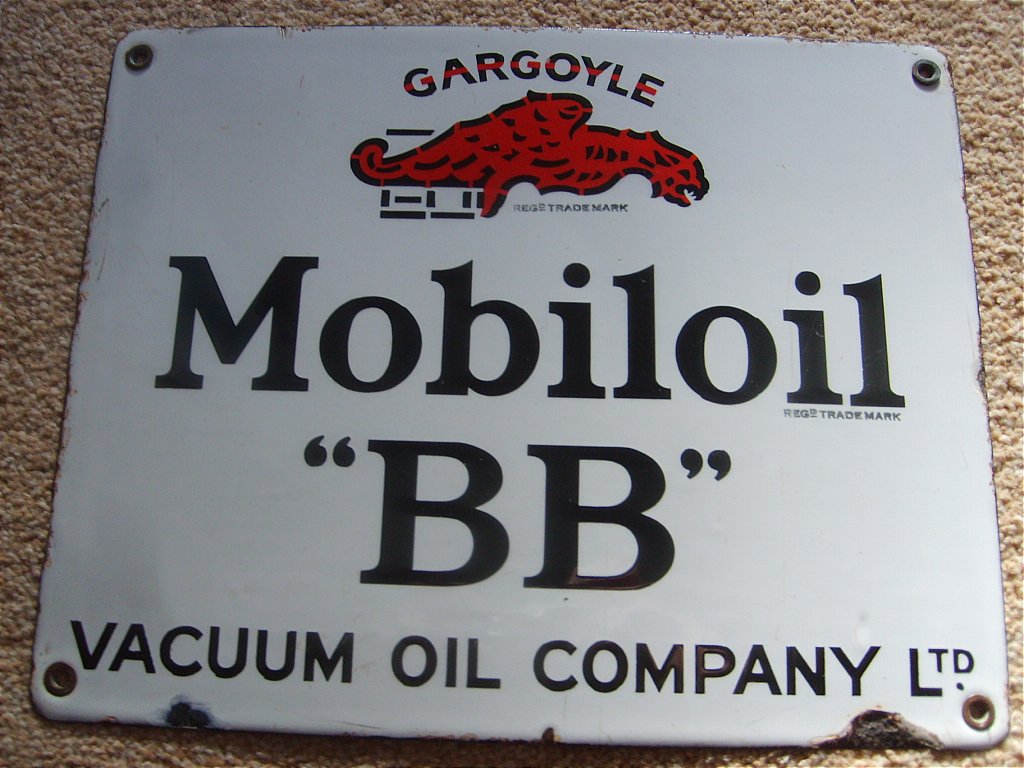 GARGOYLE
REGD TRADE MARK
Mobiloil
REGD TRADE MARK
“BB”
VACUUM OIL COMPANY LTD.